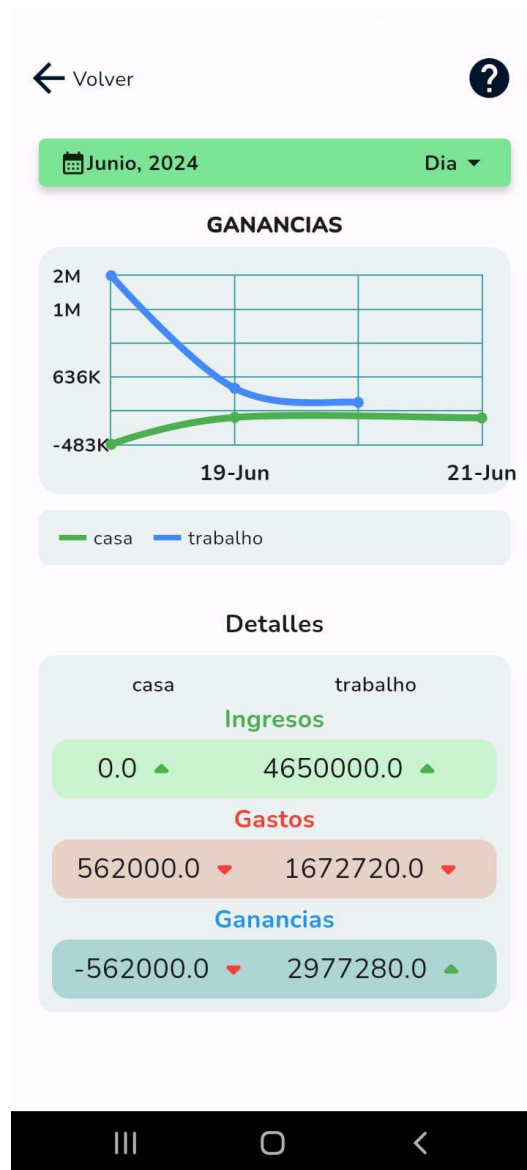 Volver
Junio, 2024 Dia
GANANCIAS
2M
1M
636K
-483K
19-Jun 21-Jun
casa trabalho
Detalles
casa trabalho
Ingresos
0.0 4650000.0
Gastos
562000.0 1672720.0
Ganancias
-562000.0 2977280.0